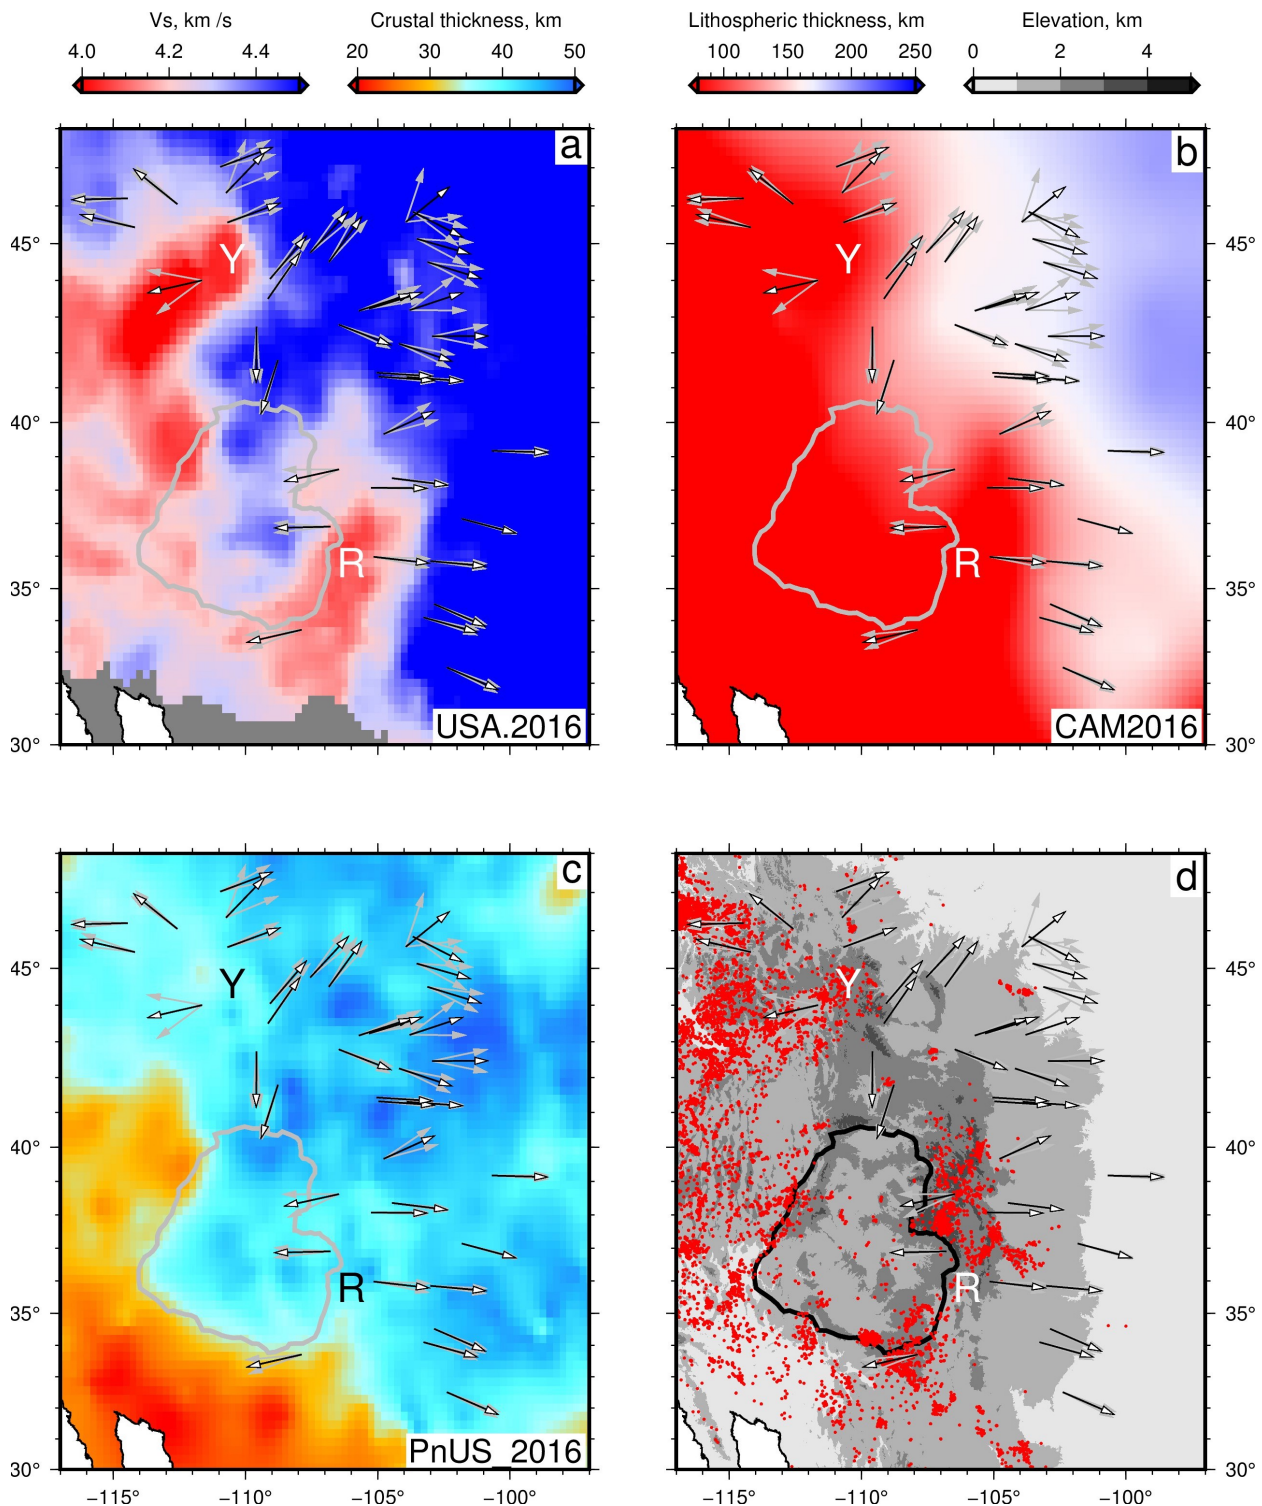 Vs, km /s
Crustal thickness, km
Lithospheric thickness, km
Elevation, km
4.0 4.2 4.4
20 30 40 50
100 150 200 250
0 2 4
a
b
Y
Y
45°
45°
40°
40°
R
R
35°
35°
USA.2016
CAM2016
30°
30°
c
d
Y
Y
45°
45°
40°
40°
R
R
35°
35°
PnUS_2016
30°
30°
−115° −110° −105° −100°
−115° −110° −105° −100°